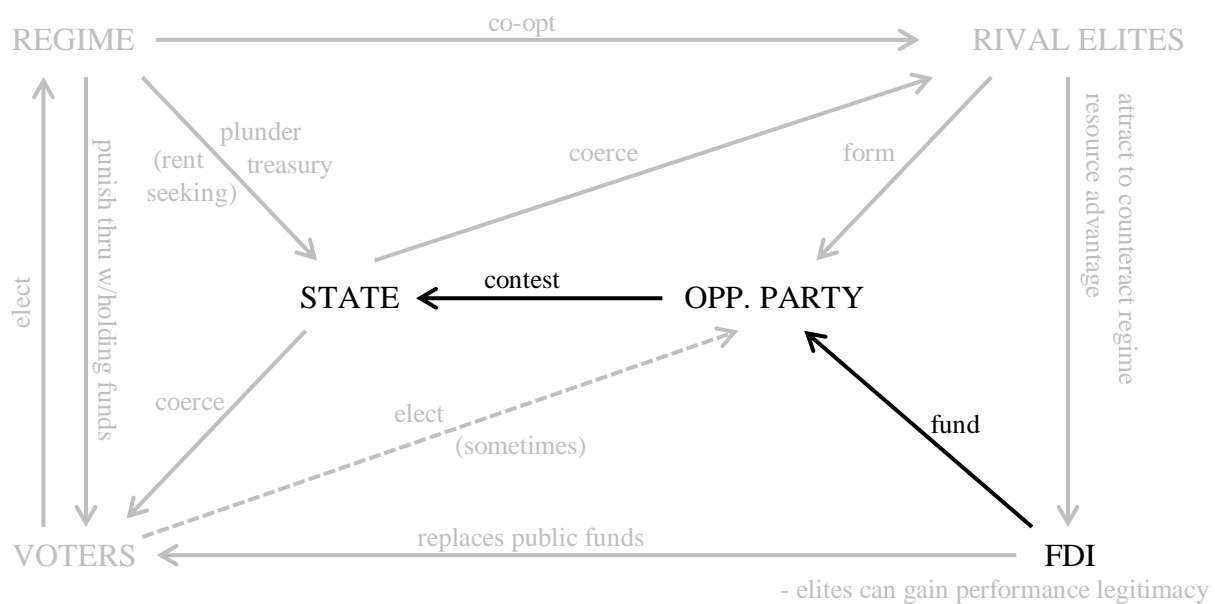 co-opt
REGIME
RIVAL ELITES
plunder
treasury
(rent
seeking)
coerce
form
attract to counteract regime
resource advantage
punish thru w/holding funds
elect
contest
STATE
OPP. PARTY
coerce
elect
(sometimes)
fund
replaces public funds
VOTERS
FDI
- elites can gain performance legitimacy